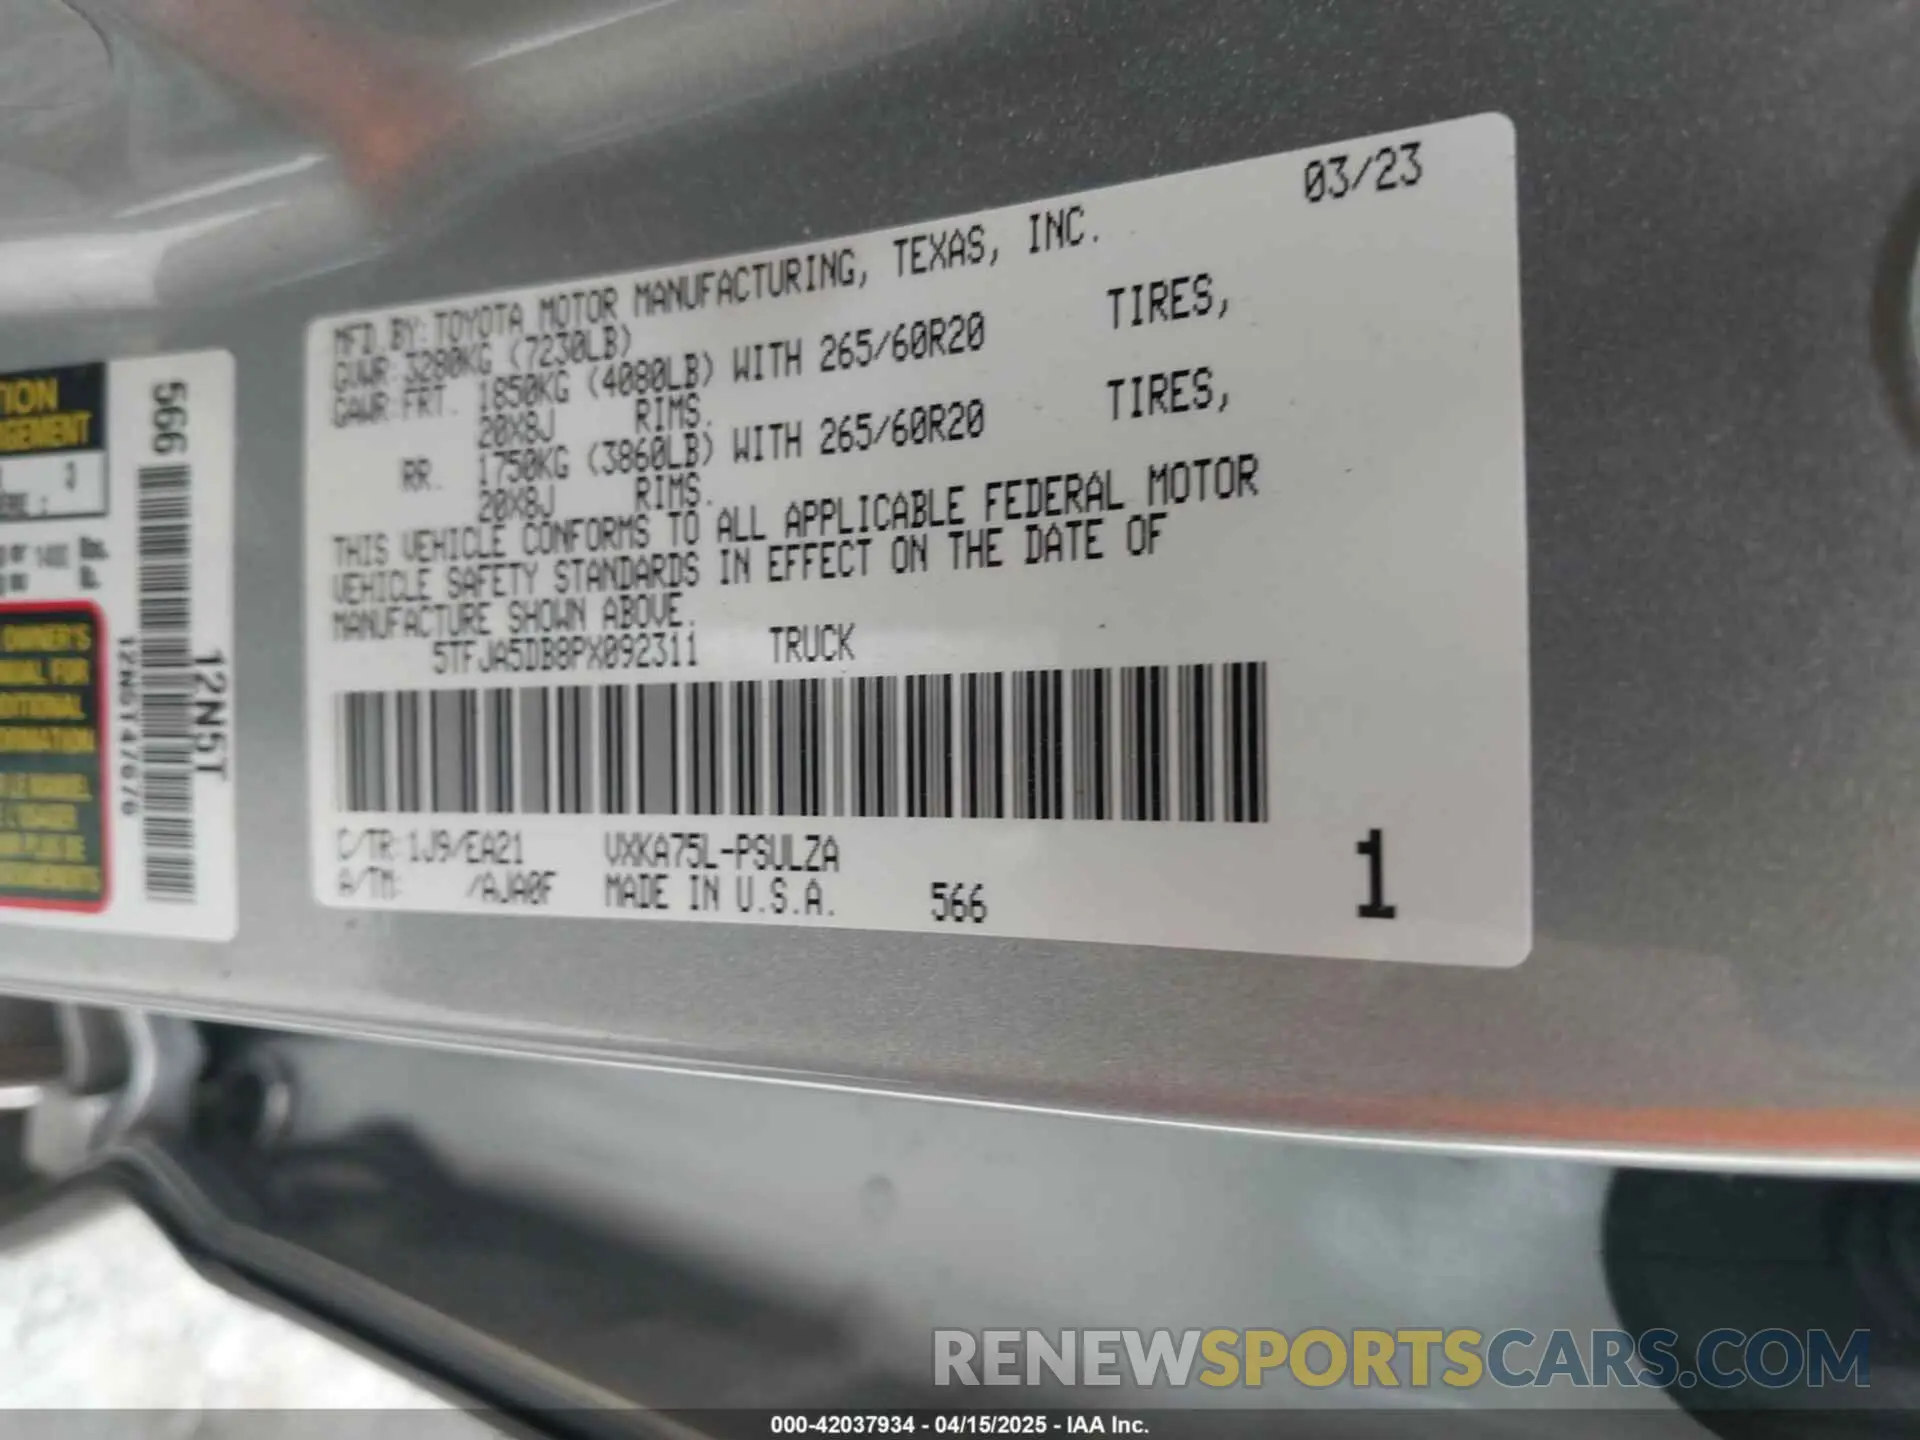 03/23
MFD.BY:TOYOTA MOTOR MANUFACTURING, TEXAS, INC.
GVWR:3280KG (7230LB)
GAWR:FRT. 1850KG (4080LB) WITH 265/60R20 TIRES,
20X8J RIMS.
RR. 1750KG (3860LB) WITH 265/60R20 TIRES,
20X8J RIMS.
THIS VEHICLE CONFORMS TO ALL APPLICABLE FEDERAL MOTOR
VEHICLE SAFETY STANDARDS IN EFFECT ON THE DATE OF
MANUFACTURE SHOWN ABOVE.
5TFJA5DB8PX092311 TRUCK
C/TR:1J9/EA21 VXKA75L-PSULZA
A/TM: /AJA0F MADE IN U.S.A. 566 1
566
12N5T
OWNER'S
FOR
RENEWSPORTSCARS.COM
000-42037934 - 04/15/2025 - IAA Inc.